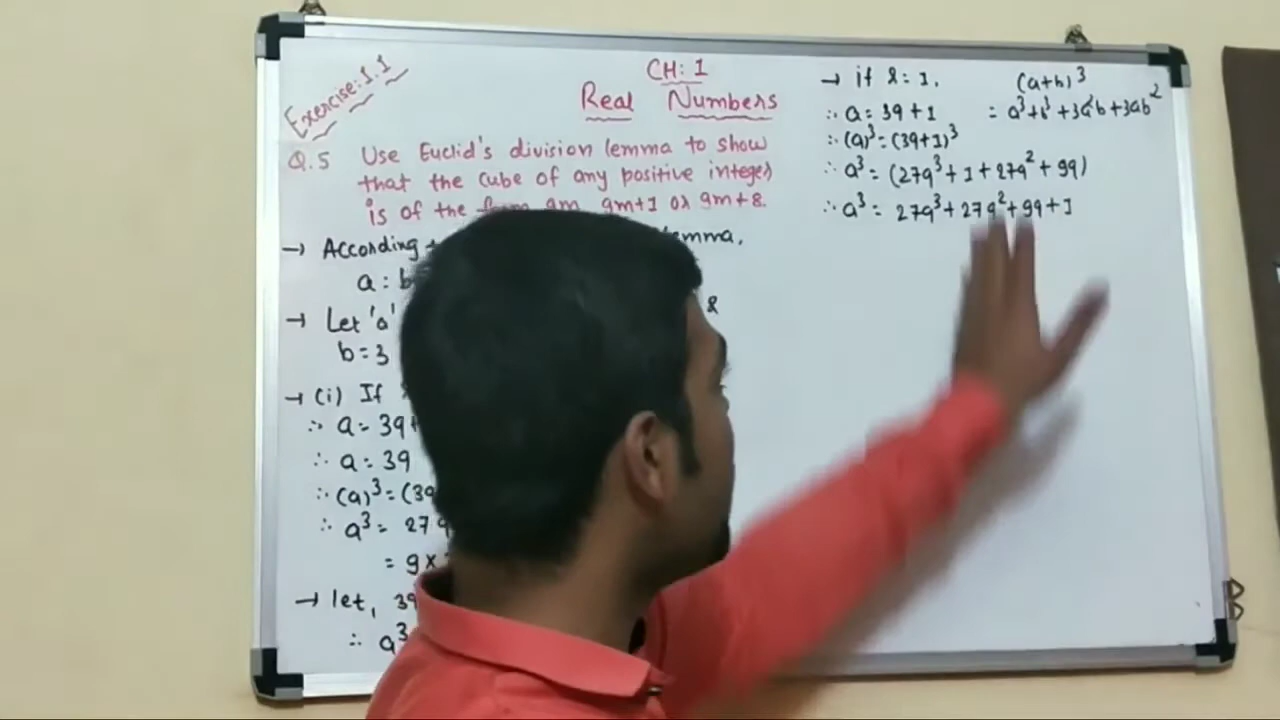 Exercise:1.1
CH: 1
Real Numbers
Q.5 Use Euclid's division lemma to show
that the cube of any positive integer
is of the form 9m, 9m+1 or 9m+8.
→ According lemma,
a = b
→ Let 'a' &
b = 3
→ (i) If
∴ a = 3q+
∴ a = 3q
∴ (a)³ = (3q
∴ a³ = 27q
= 9×
→ let, 3q
∴ a³
→ if r = 1.
∴ a = 3q + 1
∴ (a)³ = (3q+1)³
∴ a³ = (27q³ + 1 + 27q² + 9q)
∴ a³ = 27q³ + 27q² + 9q + 1
(a+b)³
= a³+b³+3a²b+3ab²